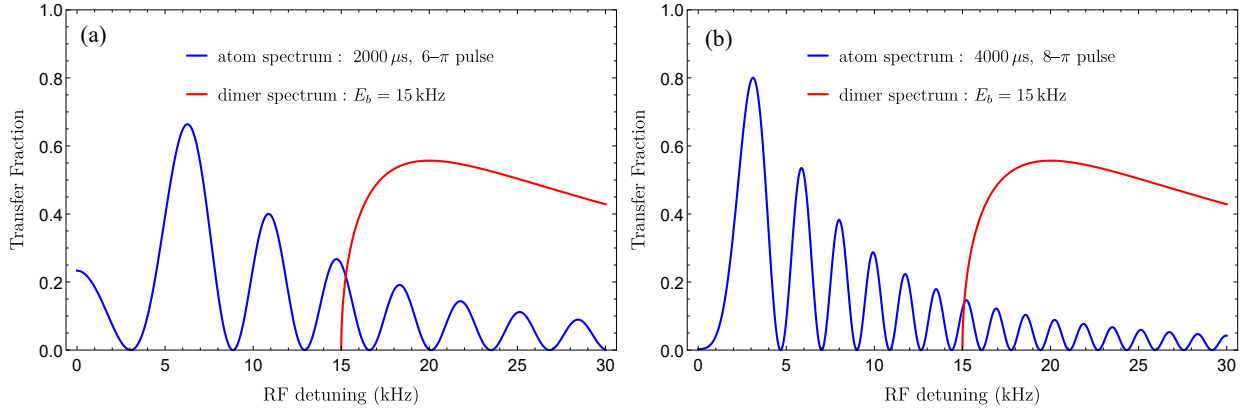 (a)
atom spectrum : 2000 μs, 6–π pulse
dimer spectrum : E_b = 15 kHz
Transfer Fraction
1.0
0.8
0.6
0.4
0.2
0.0
0 5 10 15 20 25 30
RF detuning (kHz)
(b)
atom spectrum : 4000 μs, 8–π pulse
dimer spectrum : E_b = 15 kHz
Transfer Fraction
1.0
0.8
0.6
0.4
0.2
0.0
0 5 10 15 20 25 30
RF detuning (kHz)